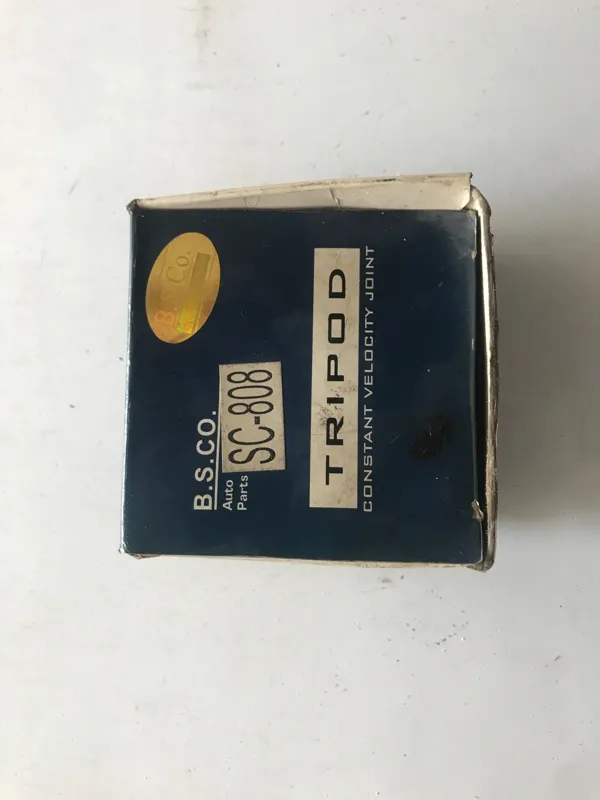 B.S.Co.
B.S.CO.
Auto
Parts
SC-808
TRIPOD
CONSTANT VELOCITY JOINT